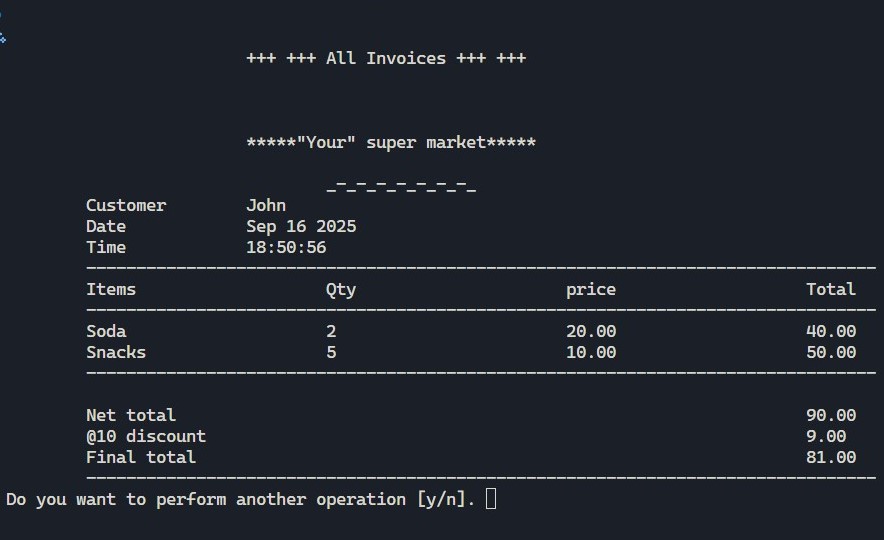 +++ +++ All Invoices +++ +++
*****"Your" super market*****
_-_-_-_-_-_-_-_
Customer John
Date Sep 16 2025
Time 18:50:56
-------------------------------------------------------------------------------
Items Qty price Total
-------------------------------------------------------------------------------
Soda 2 20.00 40.00
Snacks 5 10.00 50.00
-------------------------------------------------------------------------------
Net total 90.00
@10 discount 9.00
Final total 81.00
-------------------------------------------------------------------------------
Do you want to perform another operation [y/n].